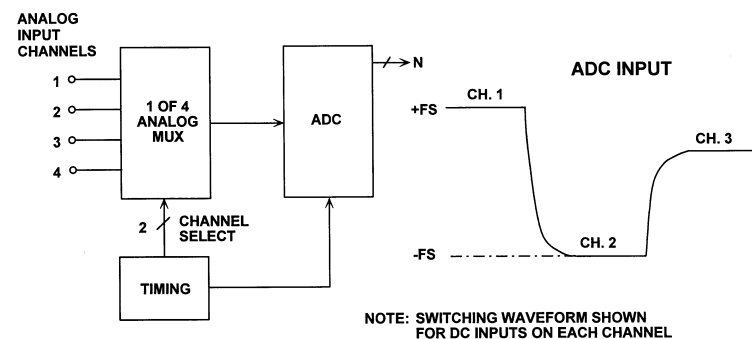 ANALOG
INPUT
CHANNELS
1
2
3
4
1 OF 4
ANALOG
MUX
ADC
N
2
CHANNEL
SELECT
TIMING
ADC INPUT
+FS
CH. 1
CH. 3
-FS
CH. 2
NOTE: SWITCHING WAVEFORM SHOWN
FOR DC INPUTS ON EACH CHANNEL